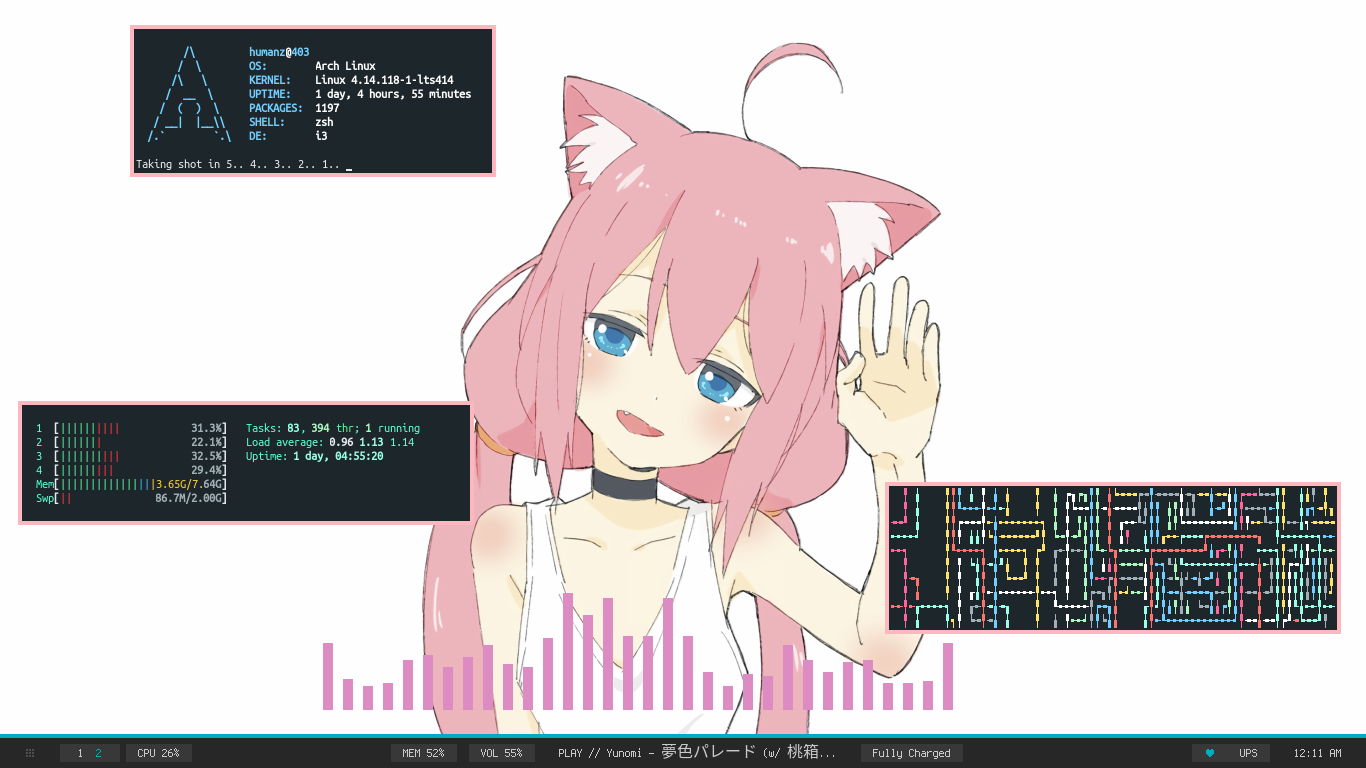 humanz@403
OS: Arch Linux
KERNEL: Linux 4.14.118-1-lts414
UPTIME: 1 day, 4 hours, 55 minutes
PACKAGES: 1197
SHELL: zsh
DE: i3
Taking shot in 5.. 4.. 3.. 2.. 1..
1 [|||||||||| 31.3%] Tasks: 83, 394 thr; 1 running
2 [||||||| 22.1%] Load average: 0.96 1.13 1.14
3 [|||||||||| 32.5%] Uptime: 1 day, 04:55:20
4 [||||||||| 29.4%]
Mem[||||||||||||||||3.65G/7.64G]
Swp[|| 86.7M/2.00G]
1 2 CPU 26% MEM 52% VOL 55% PLAY // Yunomi - 夢色パレード (w/ 桃箱... Fully Charged ♥ UPS 12:11 AM